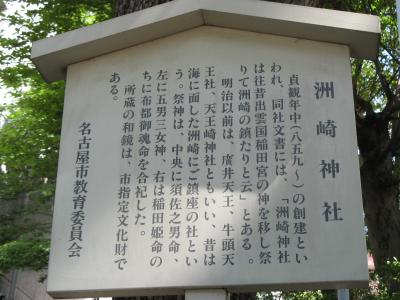 洲崎神社
貞観年中(八五九〜)の創建とい
われ、同社文書には、「洲崎神社
は往昔出雲国稲田宮の神を移し祭
りて洲崎の鎮たりと云」とある。
明治以前は、廣井天王、牛頭天
王社、天王崎神社ともいい、昔は
海に面した洲崎にご鎮座の社とい
う。祭神は、中央に須佐之男命、
左に五男三女神、右は稲田姫命の
ちに布都御魂命を合祀した。
所蔵の和鏡は、市指定文化財で
ある。
名古屋市教育委員会